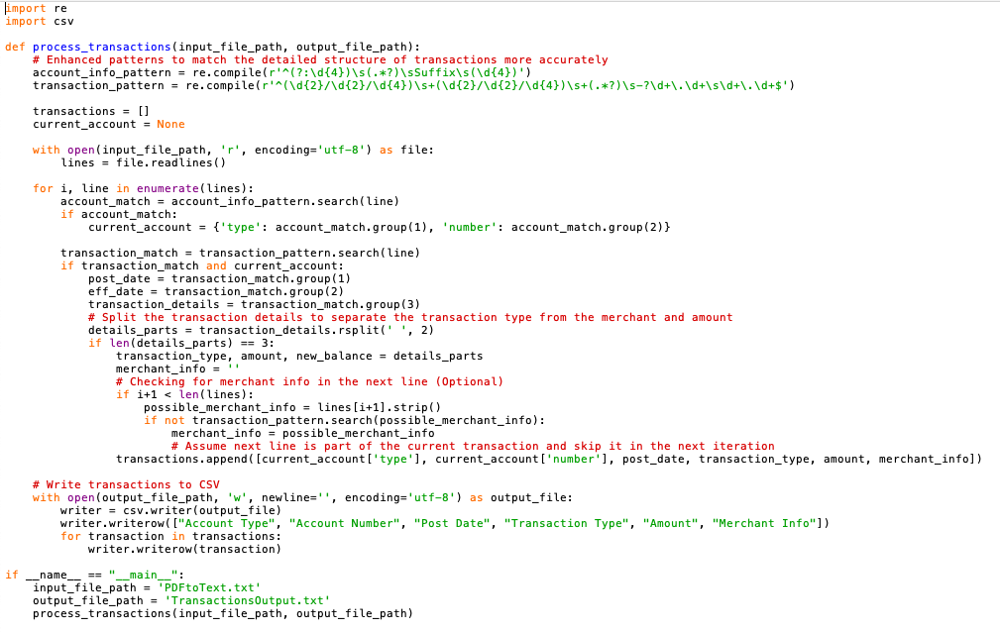 import re
import csv

def process_transactions(input_file_path, output_file_path):
    # Enhanced patterns to match the detailed structure of transactions more accurately
    account_info_pattern = re.compile(r'^(?:\d{4})\s(.*?)\sSuffix\s(\d{4})')
    transaction_pattern = re.compile(r'^(\d{2}/\d{2}/\d{4})\s+(\d{2}/\d{2}/\d{4})\s+(.*?)\s-?\d+\.\d+\s\d+\.\d+$')

    transactions = []
    current_account = None

    with open(input_file_path, 'r', encoding='utf-8') as file:
        lines = file.readlines()

    for i, line in enumerate(lines):
        account_match = account_info_pattern.search(line)
        if account_match:
            current_account = {'type': account_match.group(1), 'number': account_match.group(2)}

        transaction_match = transaction_pattern.search(line)
        if transaction_match and current_account:
            post_date = transaction_match.group(1)
            eff_date = transaction_match.group(2)
            transaction_details = transaction_match.group(3)
            # Split the transaction details to separate the transaction type from the merchant and amount
            details_parts = transaction_details.rsplit(' ', 2)
            if len(details_parts) == 3:
                transaction_type, amount, new_balance = details_parts
                merchant_info = ''
                # Checking for merchant info in the next line (Optional)
                if i+1 < len(lines):
                    possible_merchant_info = lines[i+1].strip()
                    if not transaction_pattern.search(possible_merchant_info):
                        merchant_info = possible_merchant_info
                        # Assume next line is part of the current transaction and skip it in the next iteration
                transactions.append([current_account['type'], current_account['number'], post_date, transaction_type, amount, merchant_info])

    # Write transactions to CSV
    with open(output_file_path, 'w', newline='', encoding='utf-8') as output_file:
        writer = csv.writer(output_file)
        writer.writerow(["Account Type", "Account Number", "Post Date", "Transaction Type", "Amount", "Merchant Info"])
        for transaction in transactions:
            writer.writerow(transaction)

if __name__ == "__main__":
    input_file_path = 'PDFtoText.txt'
    output_file_path = 'TransactionsOutput.txt'
    process_transactions(input_file_path, output_file_path)